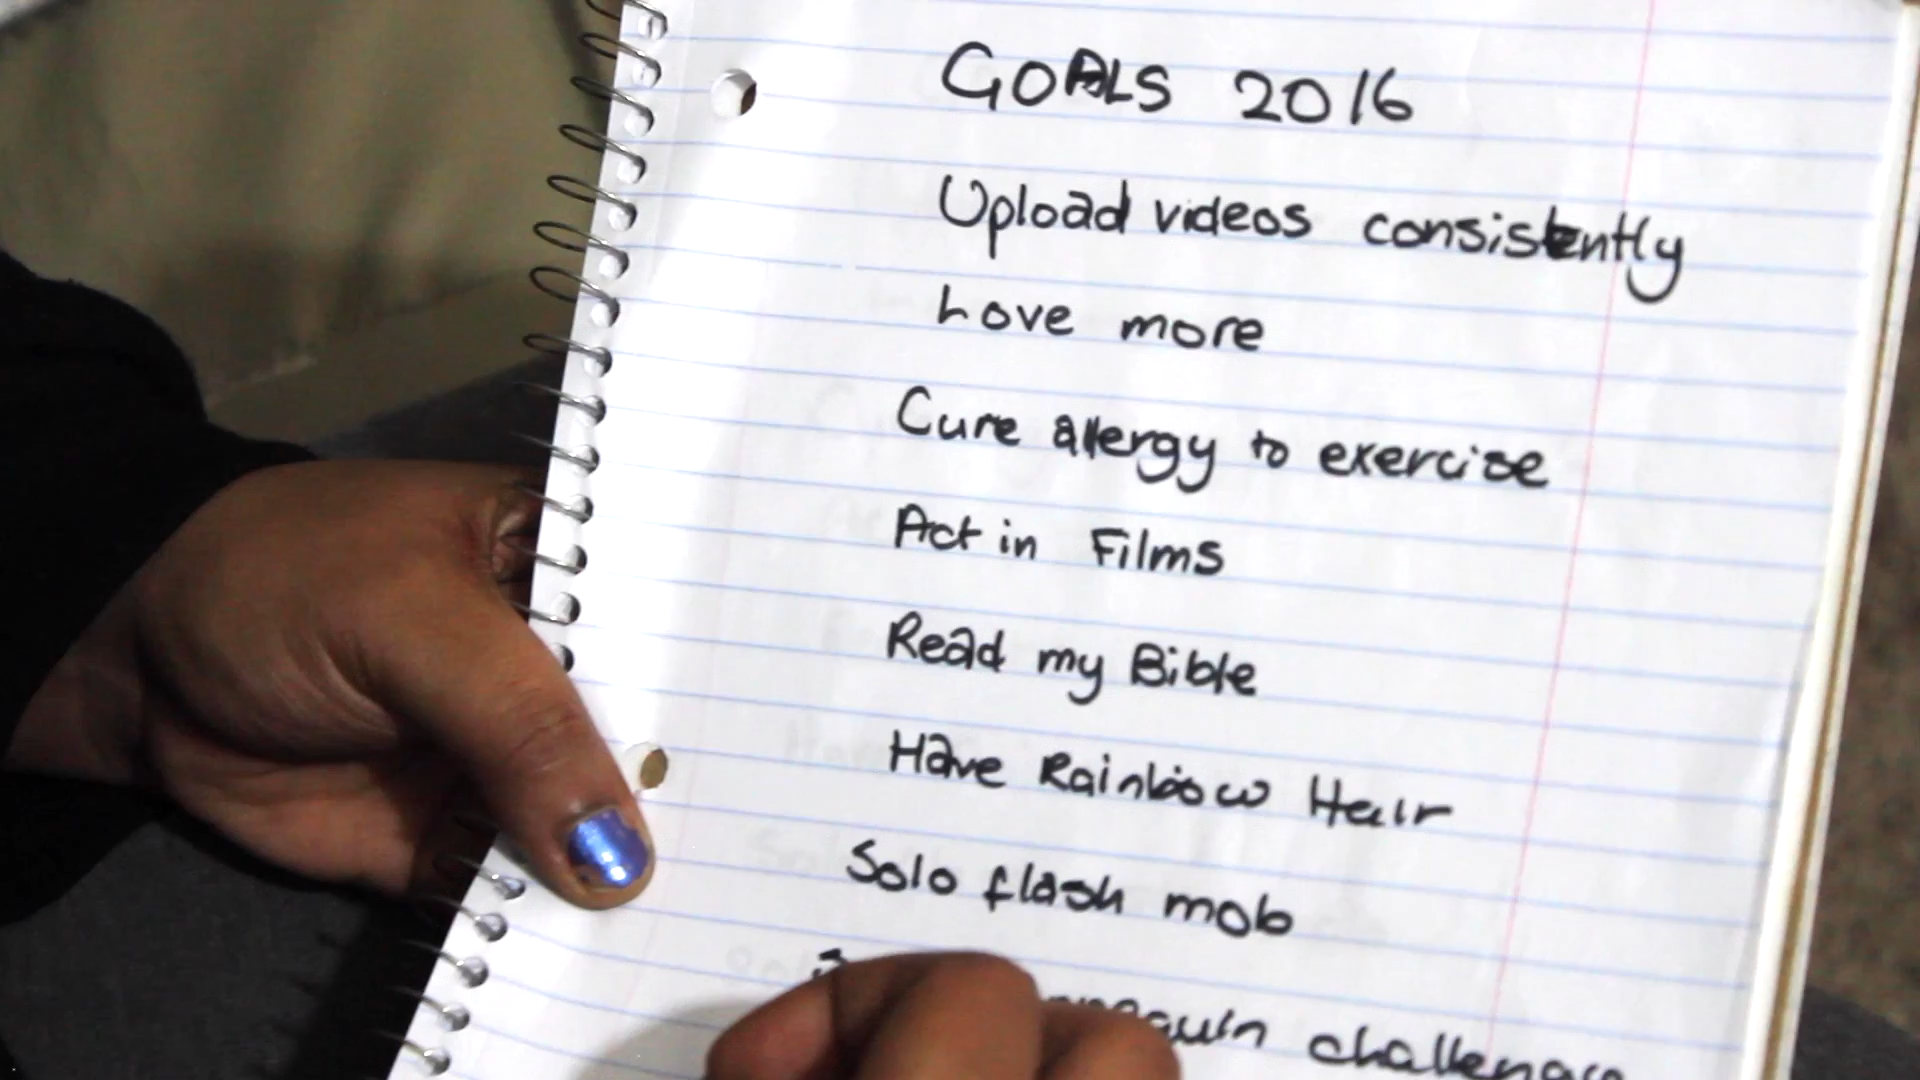 GOALS 2016
Upload videos consistently
Love more
Cure allergy to exercise
Act in Films
Read my Bible
Have Rainbow Hair
Solo flash mob
challenge